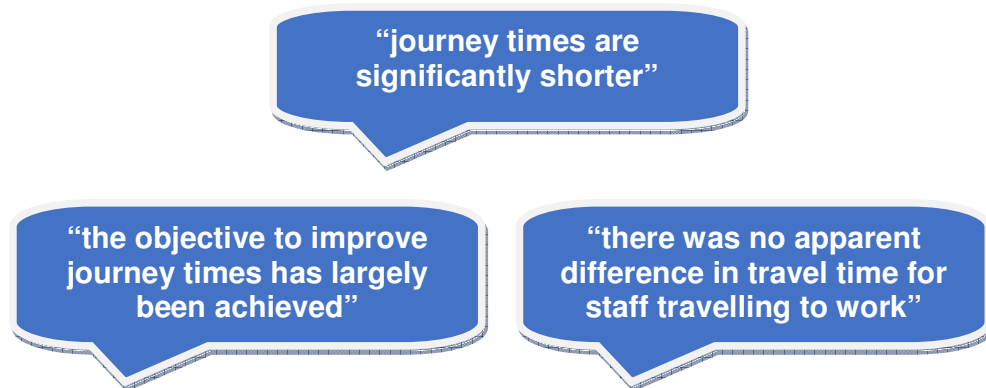 “journey times are
significantly shorter”
“the objective to improve
journey times has largely
been achieved”
“there was no apparent
difference in travel time for
staff travelling to work”